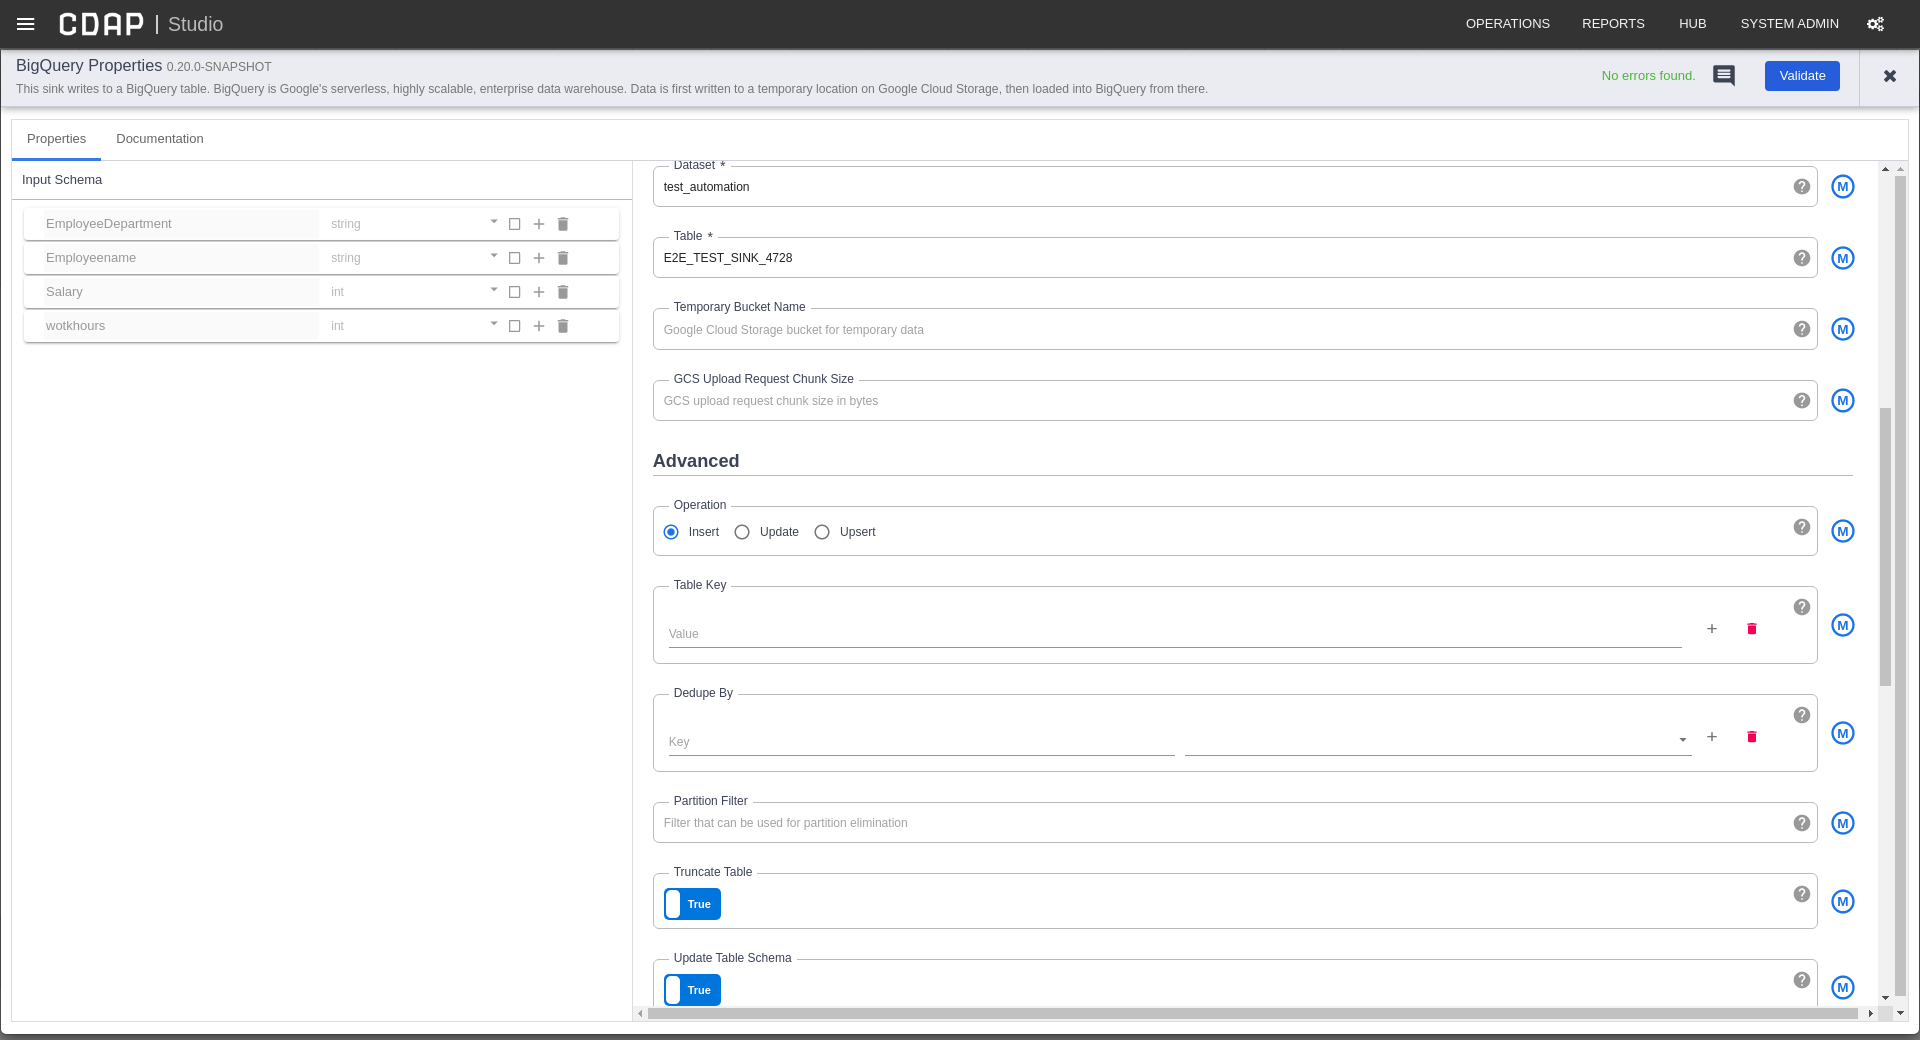 CDAP | Studio
OPERATIONS REPORTS HUB SYSTEM ADMIN
BigQuery Properties 0.20.0-SNAPSHOT
This sink writes to a BigQuery table. BigQuery is Google's serverless, highly scalable, enterprise data warehouse. Data is first written to a temporary location on Google Cloud Storage, then loaded into BigQuery from there.
No errors found.
Validate
Properties Documentation
Input Schema
EmployeeDepartment string
Employeename string
Salary int
wotkhours int
Dataset *
test_automation
M
Table *
E2E_TEST_SINK_4728
M
Temporary Bucket Name
Google Cloud Storage bucket for temporary data
M
GCS Upload Request Chunk Size
GCS upload request chunk size in bytes
M
Advanced
Operation
Insert Update Upsert
M
Table Key
Value
M
Dedupe By
Key
M
Partition Filter
Filter that can be used for partition elimination
M
Truncate Table
True
M
Update Table Schema
True
M